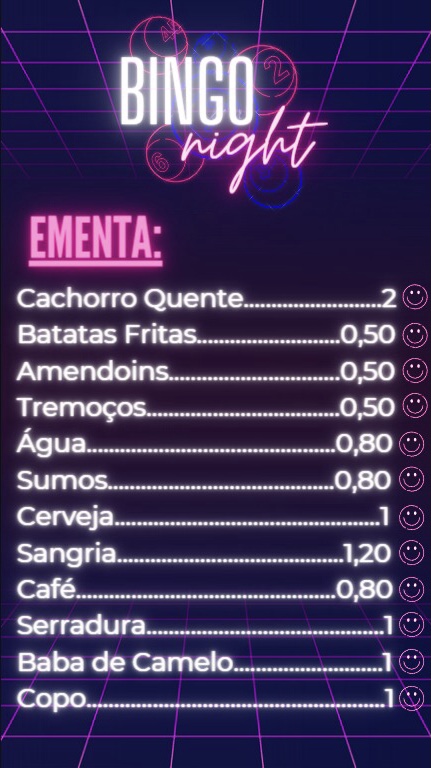 BINGO
night
EMENTA:
Cachorro Quente..........................2
Batatas Fritas...........................0,50
Amendoins................................0,50
Tremoços....................................0,50
Água...............................................0,80
Sumos...........................................0,80
Cerveja..................................................1
Sangria...........................................1,20
Café.................................................0,80
Serradura.............................................1
Baba de Camelo............................1
Copo........................................................1